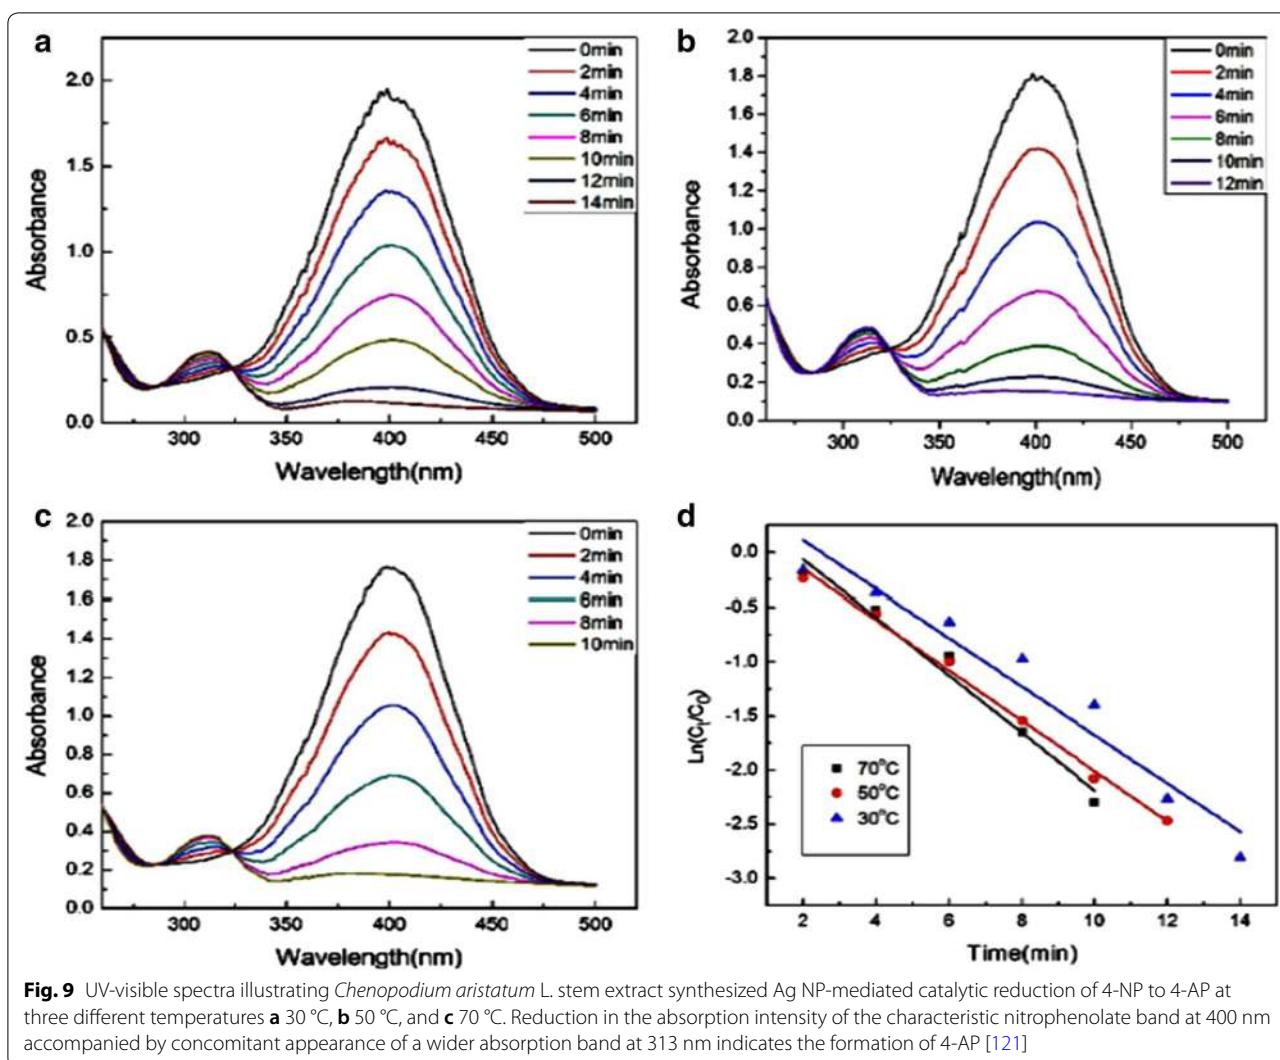 a
2.0
1.5
1.0
0.5
0.0
Absorbance
300 350 400 450 500
Wavelength(nm)
0min
2min
4min
6min
8min
10min
12min
14min
b
2.0
1.8
1.6
1.4
1.2
1.0
0.8
0.6
0.4
0.2
0.0
Absorbance
300 350 400 450 500
Wavelength(nm)
0min
2min
4min
6min
8min
10min
12min
c
2.0
1.8
1.6
1.4
1.2
1.0
0.8
0.6
0.4
0.2
0.0
Absorbance
300 350 400 450 500
Wavelength(nm)
0min
2min
4min
6min
8min
10min
d
0.0
-0.5
-1.0
-1.5
-2.0
-2.5
-3.0
Ln(Ct/C0)
2 4 6 8 10 12 14
Time(min)
70°C
50°C
30°C
Fig. 9 UV-visible spectra illustrating Chenopodium aristatum L. stem extract synthesized Ag NP-mediated catalytic reduction of 4-NP to 4-AP at
three different temperatures a 30 °C, b 50 °C, and c 70 °C. Reduction in the absorption intensity of the characteristic nitrophenolate band at 400 nm
accompanied by concomitant appearance of a wider absorption band at 313 nm indicates the formation of 4-AP [121]